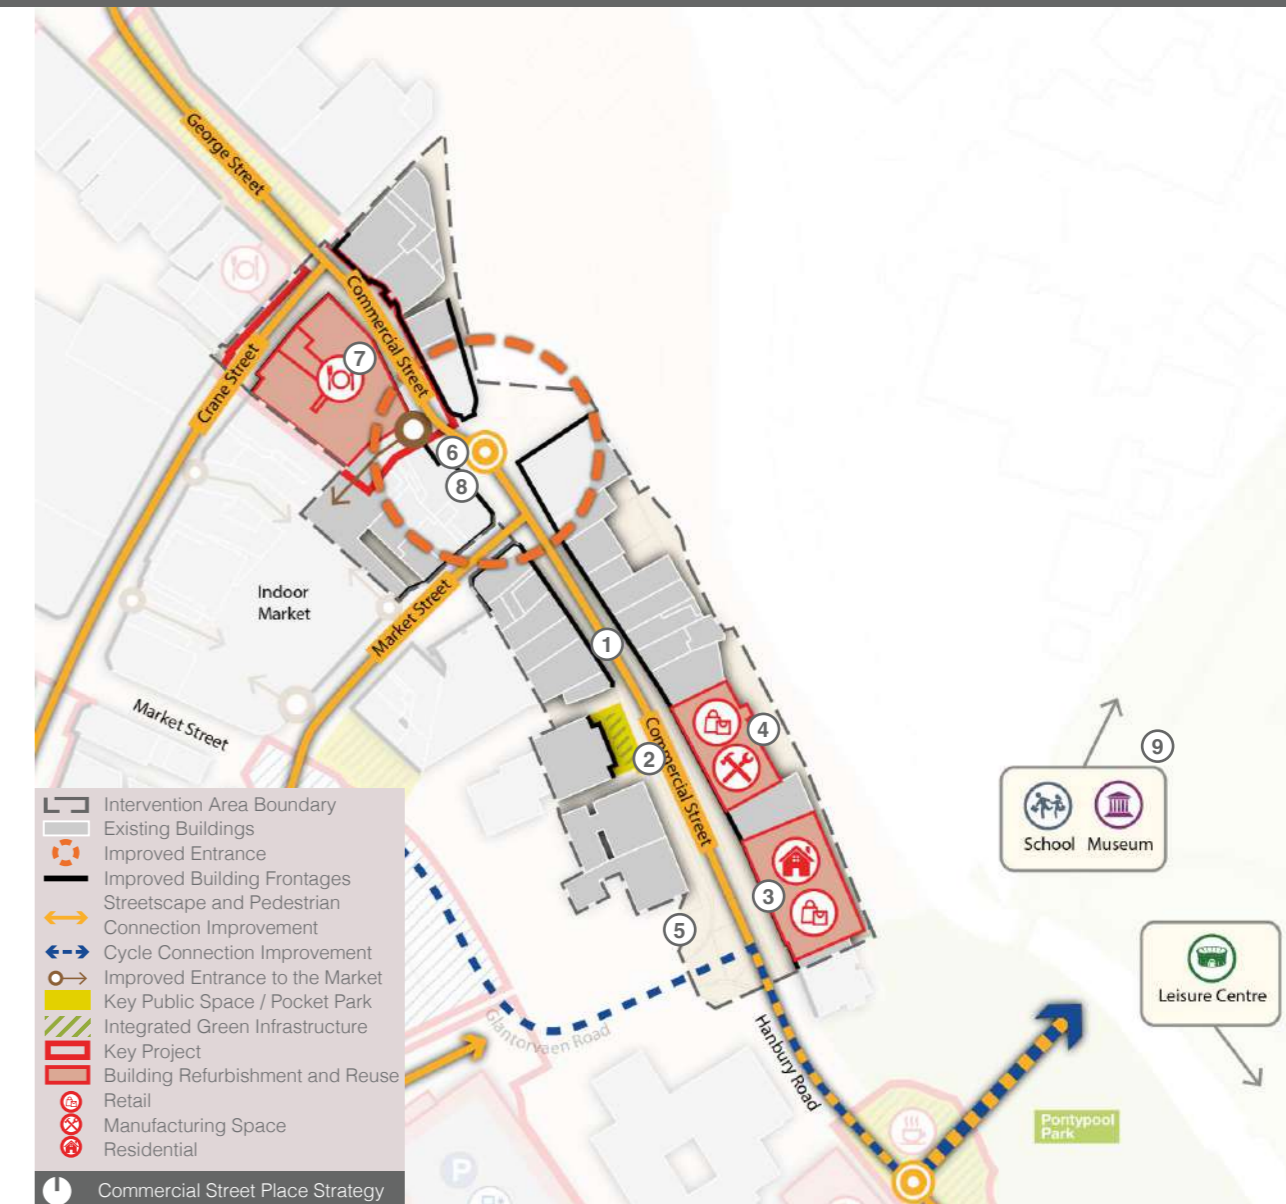 George Street
Commercial Street
Crane Street
7
6
8
Indoor
Market
Market Street
1
Market Street
Commercial Street
2
4
9
School Museum
3
5
Leisure Centre
Glantorvaen Road
Hanbury Road
Pontypool
Park
P
Intervention Area Boundary
Existing Buildings
Improved Entrance
Improved Building Frontages
Streetscape and Pedestrian
Connection Improvement
Cycle Connection Improvement
Improved Entrance to the Market
Key Public Space / Pocket Park
Integrated Green Infrastructure
Key Project
Building Refurbishment and Reuse
Retail
Manufacturing Space
Residential
Commercial Street Place Strategy